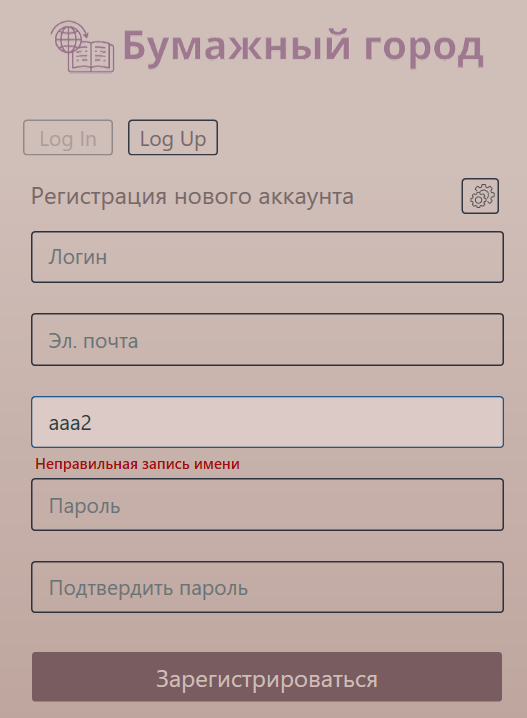 Бумажный город
Log In
Log Up
Регистрация нового аккаунта
Логин
Эл. почта
ааа2
Неправильная запись имени
Пароль
Подтвердить пароль
Зарегистрироваться